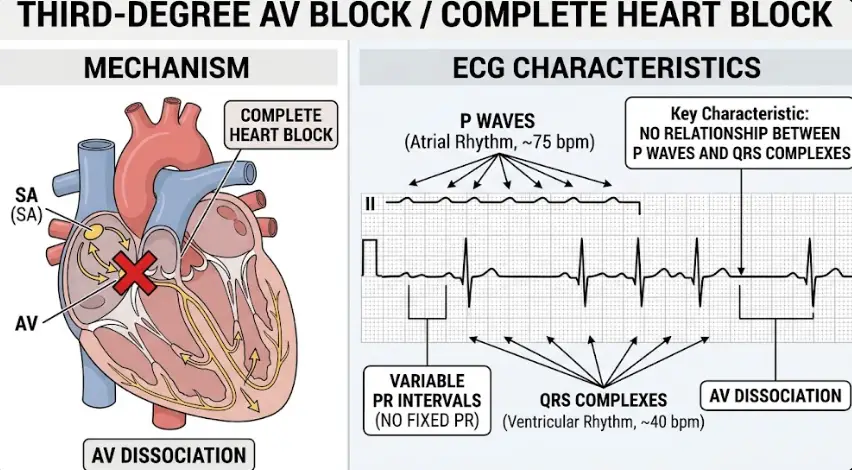 THIRD-DEGREE AV BLOCK / COMPLETE HEART BLOCK
MECHANISM
COMPLETE
HEART BLOCK
SA
(SA)
AV
AV DISSOCIATION
ECG CHARACTERISTICS
P WAVES
(Atrial Rhythm, ~75 bpm)
Key Characteristic:
NO RELATIONSHIP BETWEEN
P WAVES AND QRS COMPLEXES
II
VARIABLE
PR INTERVALS
(NO FIXED PR)
QRS COMPLEXES
(Ventricular Rhythm, ~40 bpm)
AV DISSOCIATION